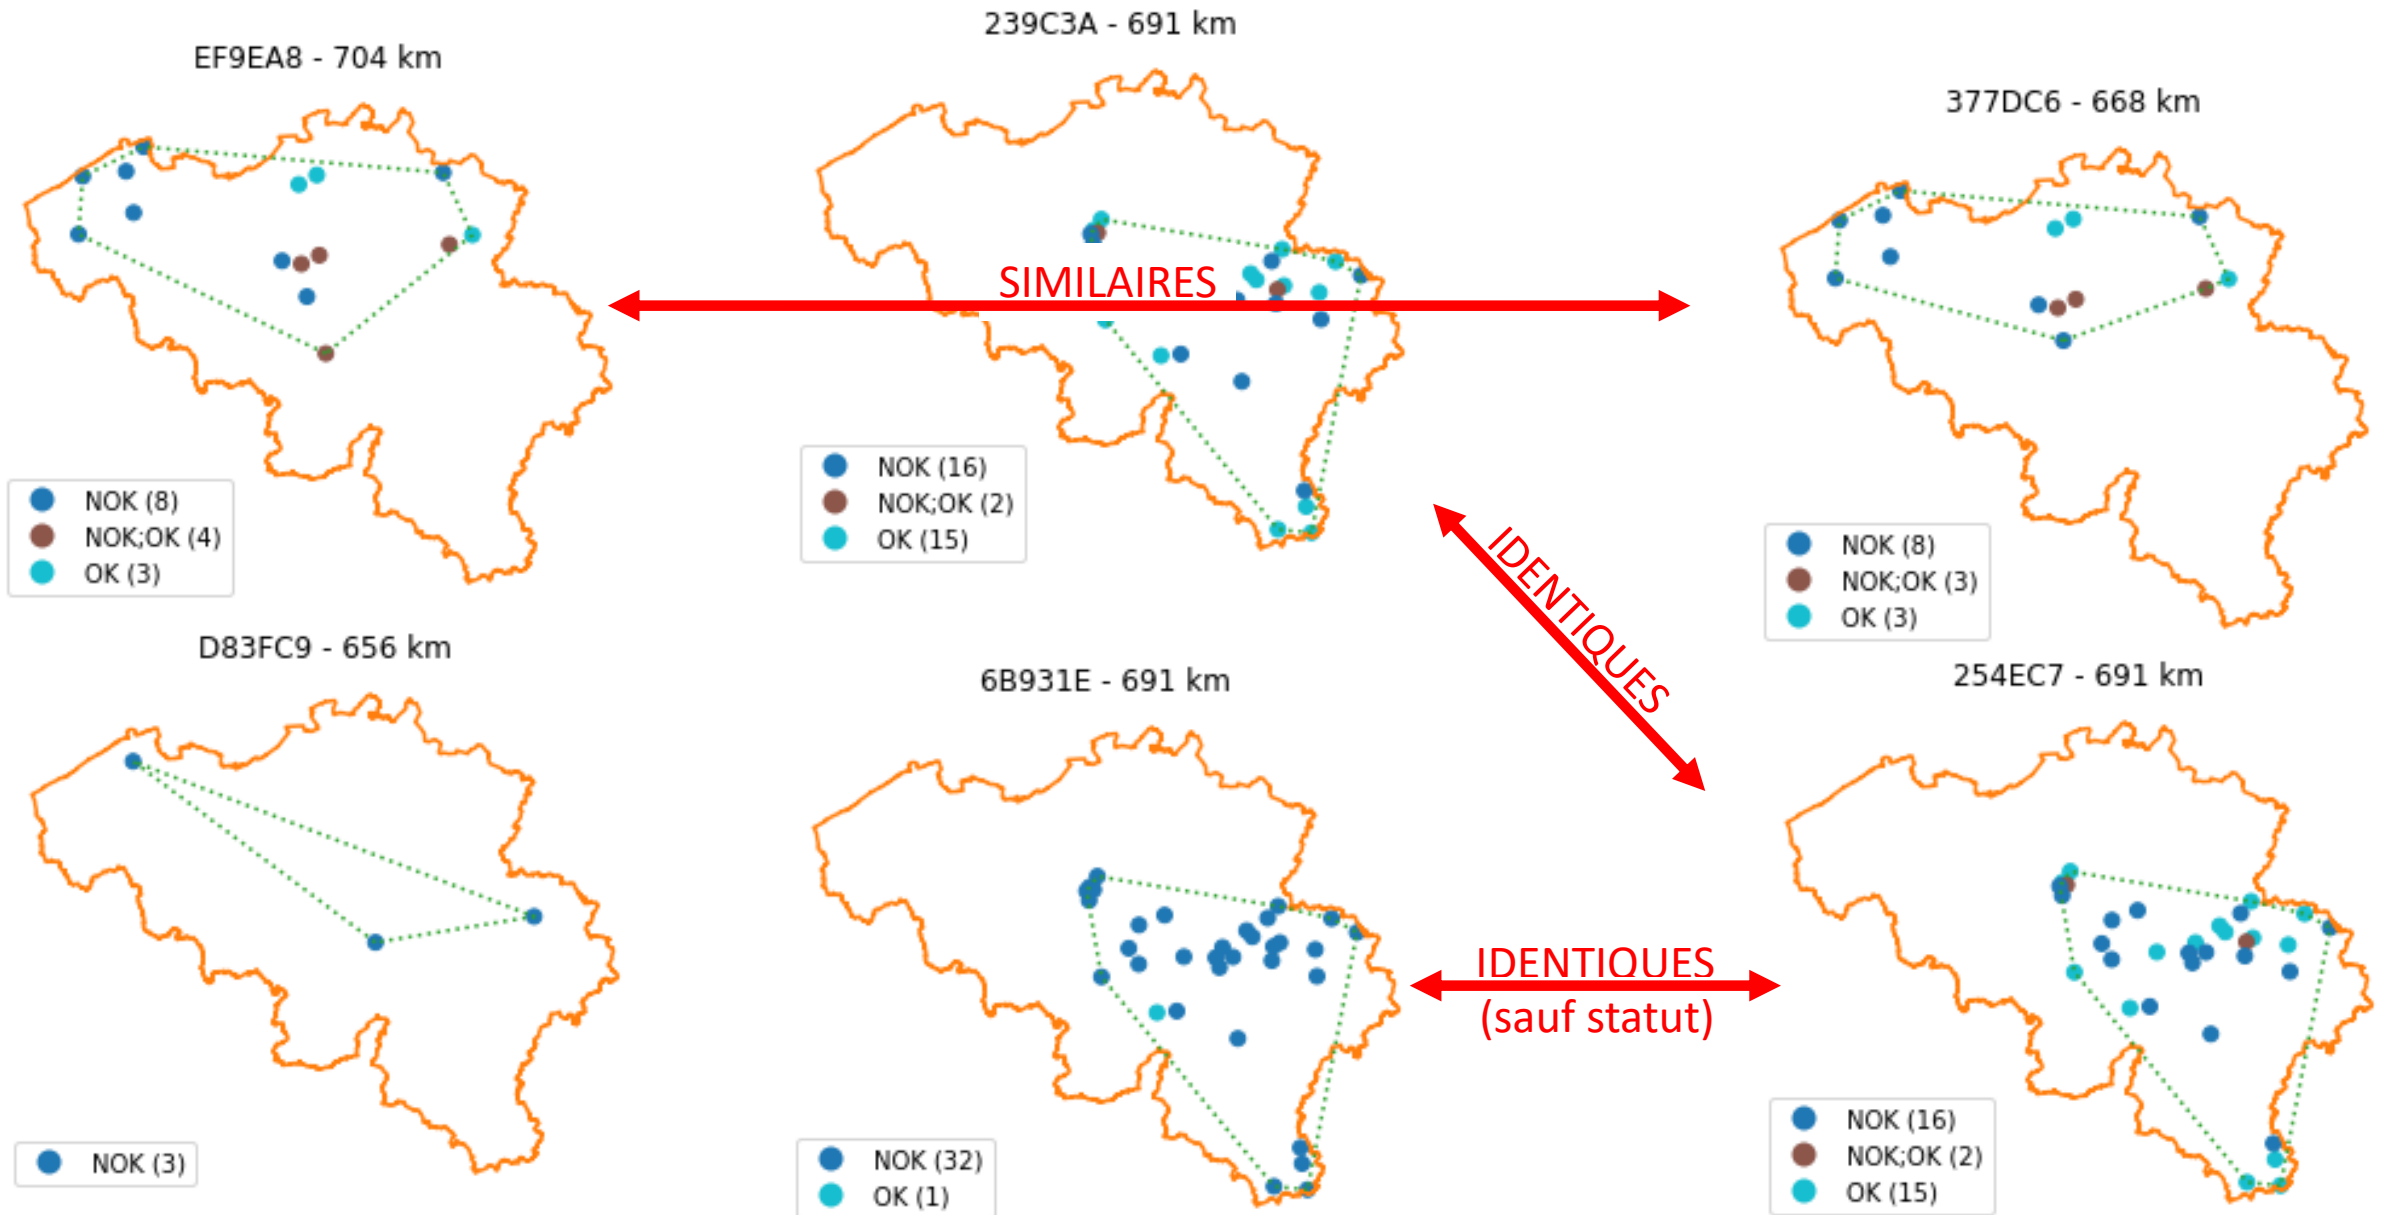 EF9EA8 - 704 km
NOK (8)
NOK;OK (4)
OK (3)
239C3A - 691 km
SIMILAIRES
NOK (16)
NOK;OK (2)
OK (15)
377DC6 - 668 km
NOK (8)
NOK;OK (3)
OK (3)
IDENTIQUES
D83FC9 - 656 km
NOK (3)
6B931E - 691 km
NOK (32)
OK (1)
IDENTIQUES
(sauf statut)
254EC7 - 691 km
NOK (16)
NOK;OK (2)
OK (15)